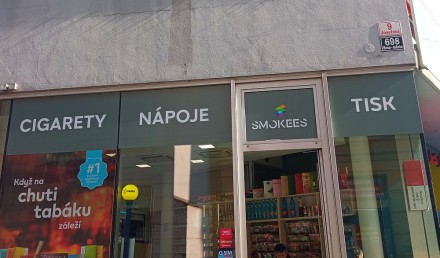 9
698
CIGARETY
NÁPOJE
SMOKEES
TISK
#1
Když na
chuti
tabáku
záleží